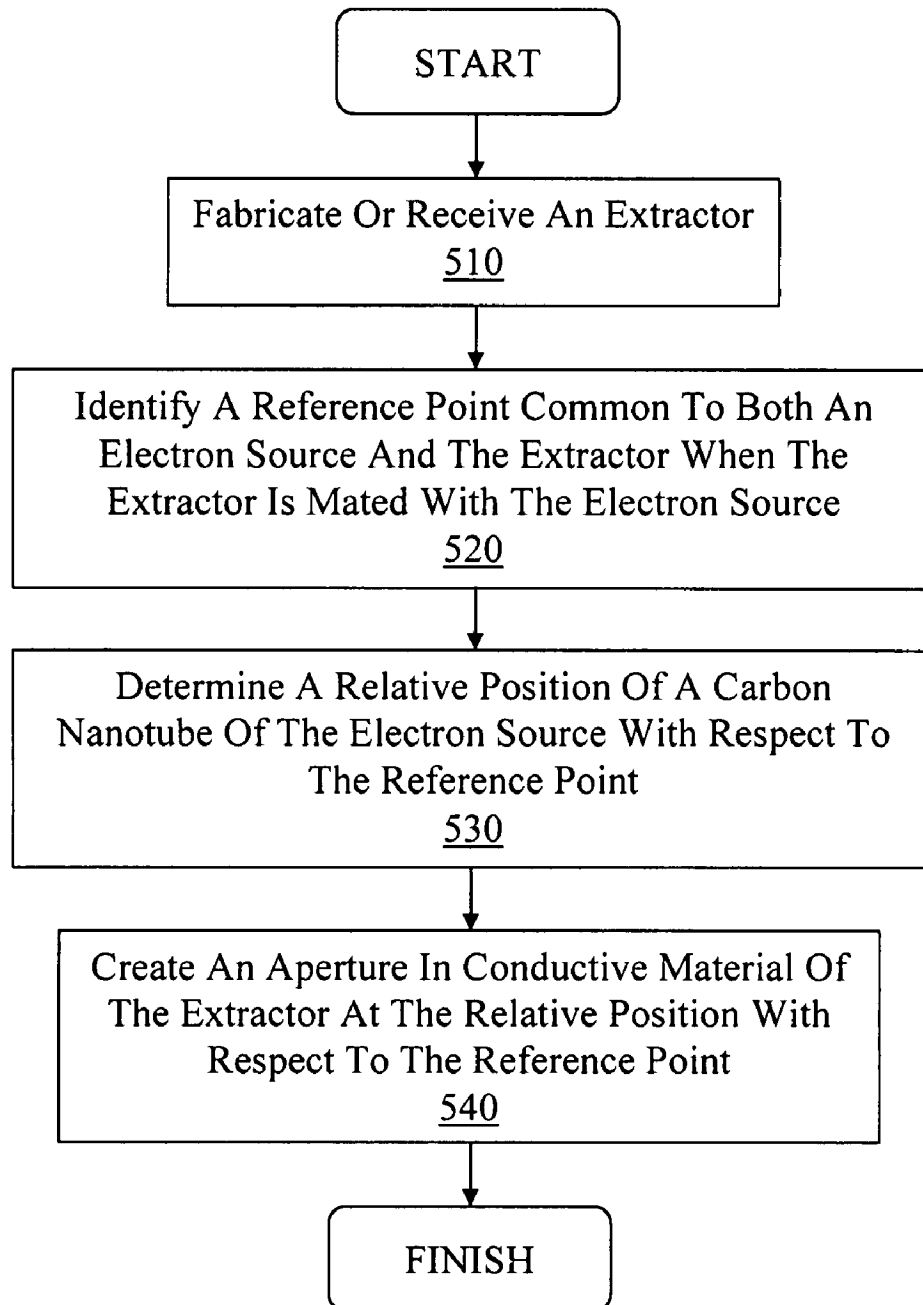 START
Fabricate Or Receive An Extractor
510
Identify A Reference Point Common To Both An
Electron Source And The Extractor When The
Extractor Is Mated With The Electron Source
520
Determine A Relative Position Of A Carbon
Nanotube Of The Electron Source With Respect To
The Reference Point
530
Create An Aperture In Conductive Material Of
The Extractor At The Relative Position With
Respect To The Reference Point
540
FINISH